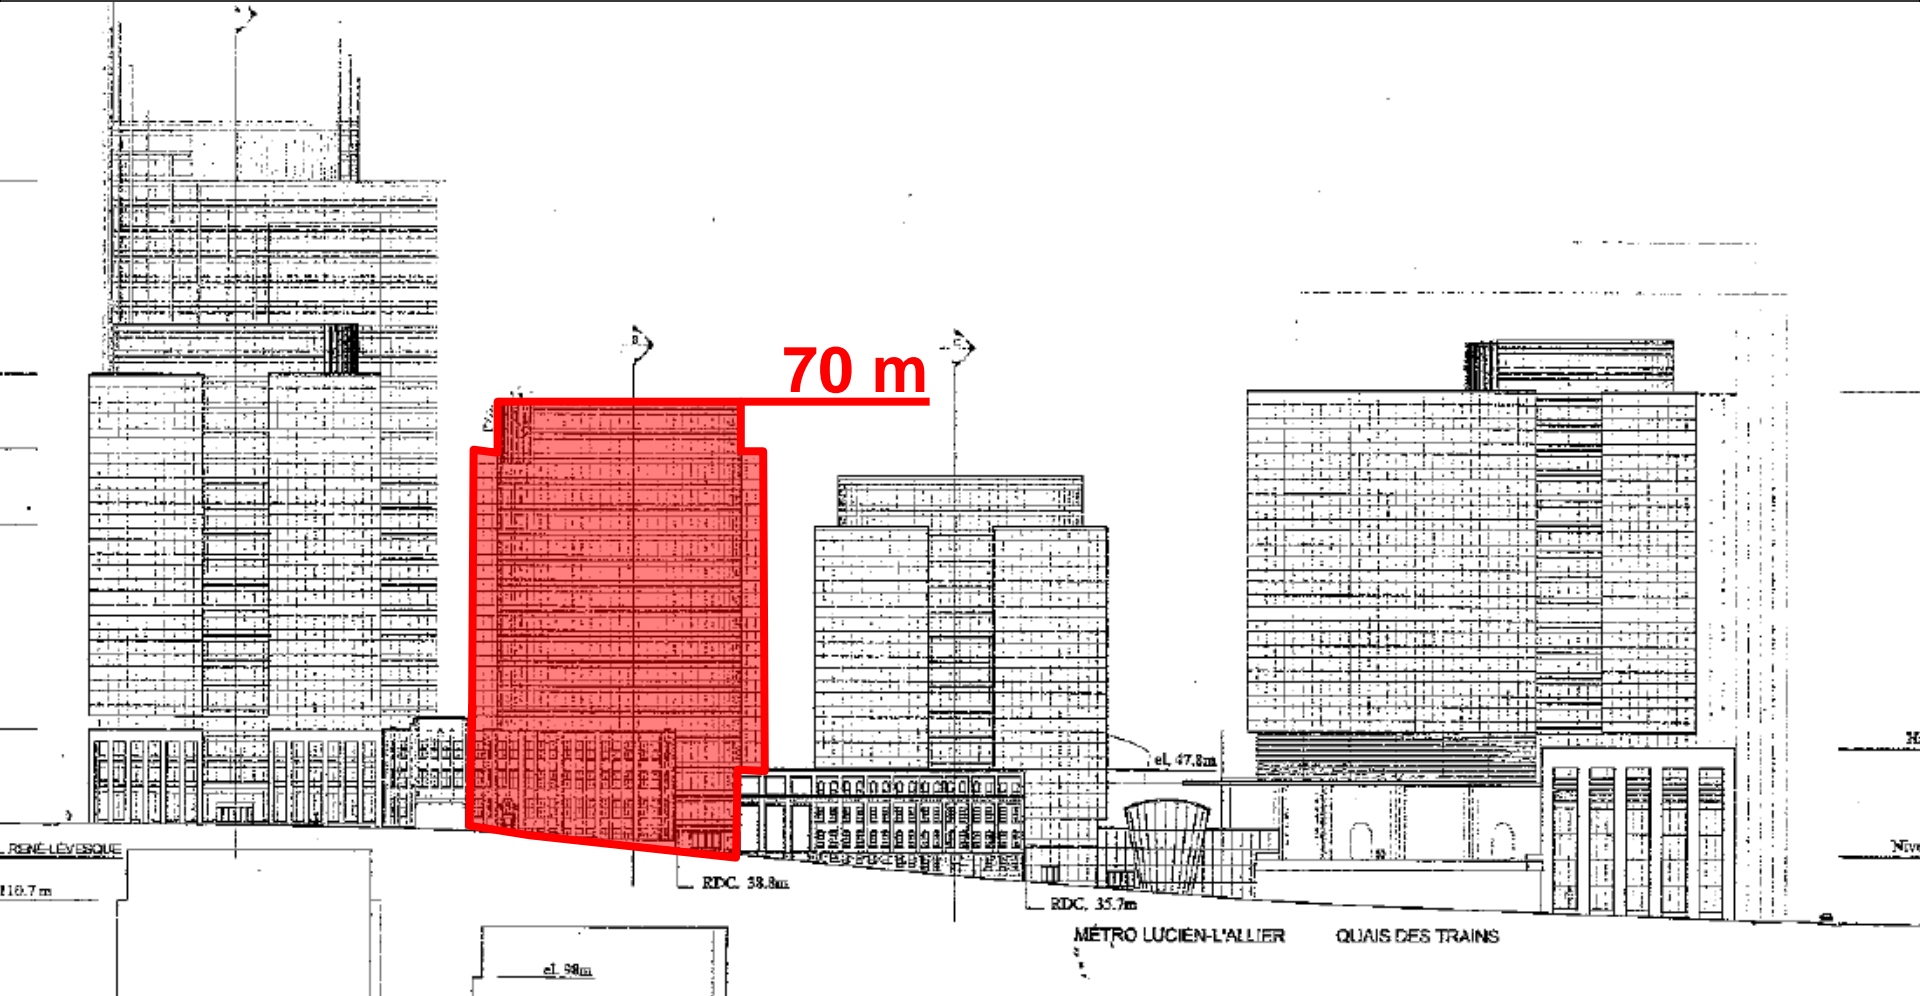 70 m
el. 47.8m
RENÉ-LÉVESQUE
RDC. 38.8m
110.7 m
RDC. 35.7m
MÉTRO LUCIEN-L'ALLIER
QUAIS DES TRAINS
el. 98m